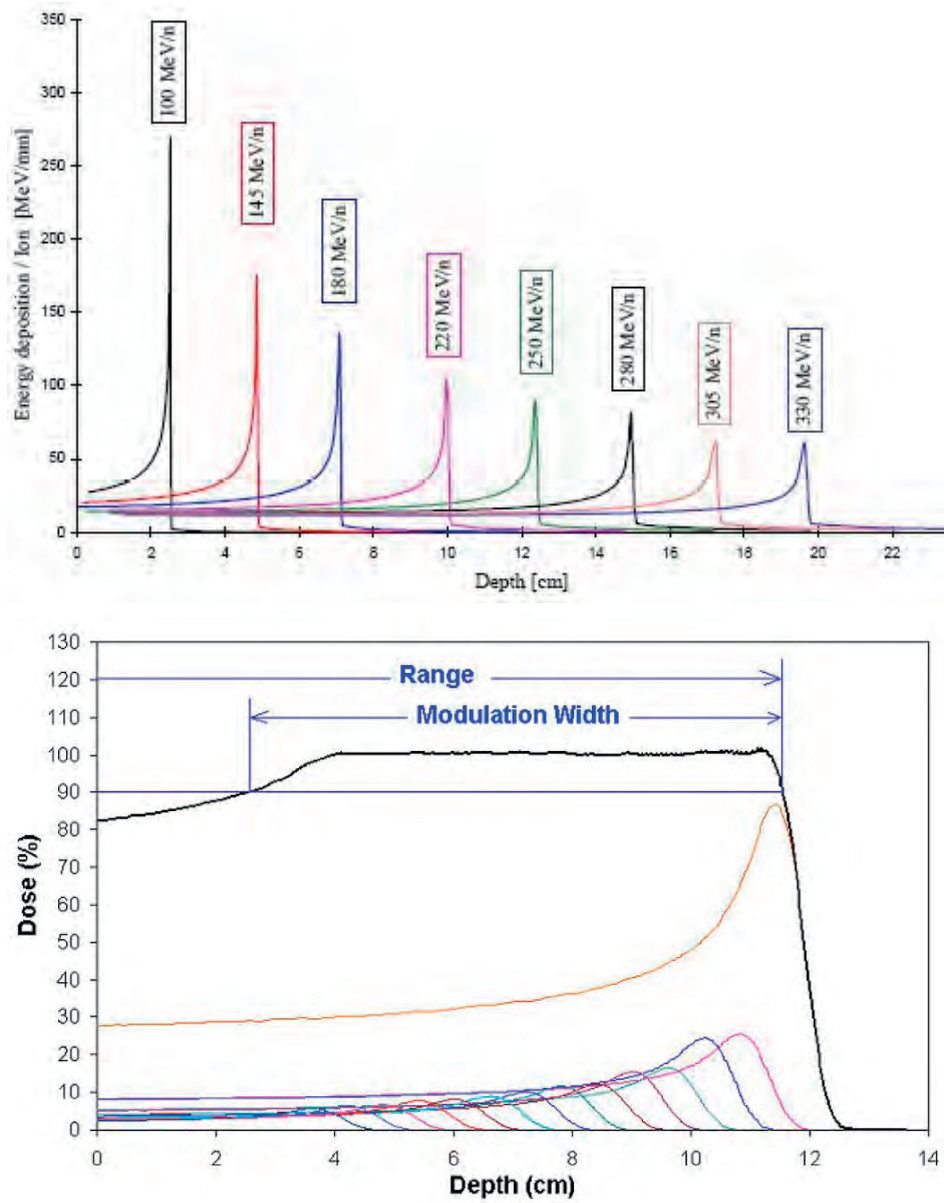 350
300
250
200
150
100
50
0
Energy deposition / Ion [MeV/mm]
100 MeV/n
145 MeV/n
180 MeV/n
220 MeV/n
250 MeV/n
280 MeV/n
305 MeV/n
330 MeV/n
0 2 4 6 8 10 12 14 16 18 20 22
Depth [cm]
130
120
110
100
90
80
70
60
50
40
30
20
10
0
Dose (%)
Range
Modulation Width
0 2 4 6 8 10 12 14
Depth (cm)